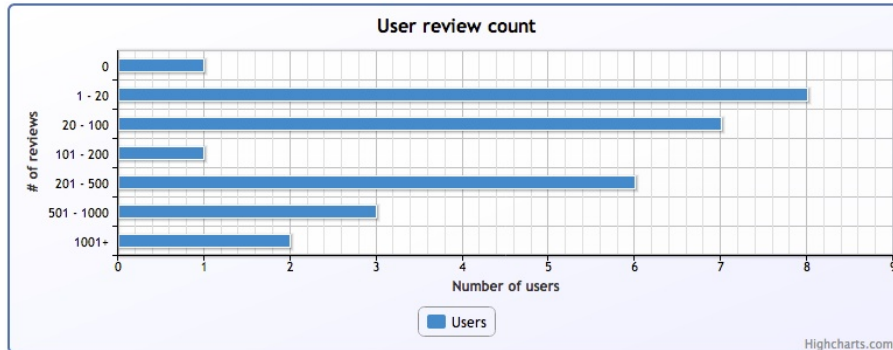 User review count
# of reviews
0
1 - 20
20 - 100
101 - 200
201 - 500
501 - 1000
1001+
0 1 2 3 4 5 6 7 8 9
Number of users
Users
Highcharts.com